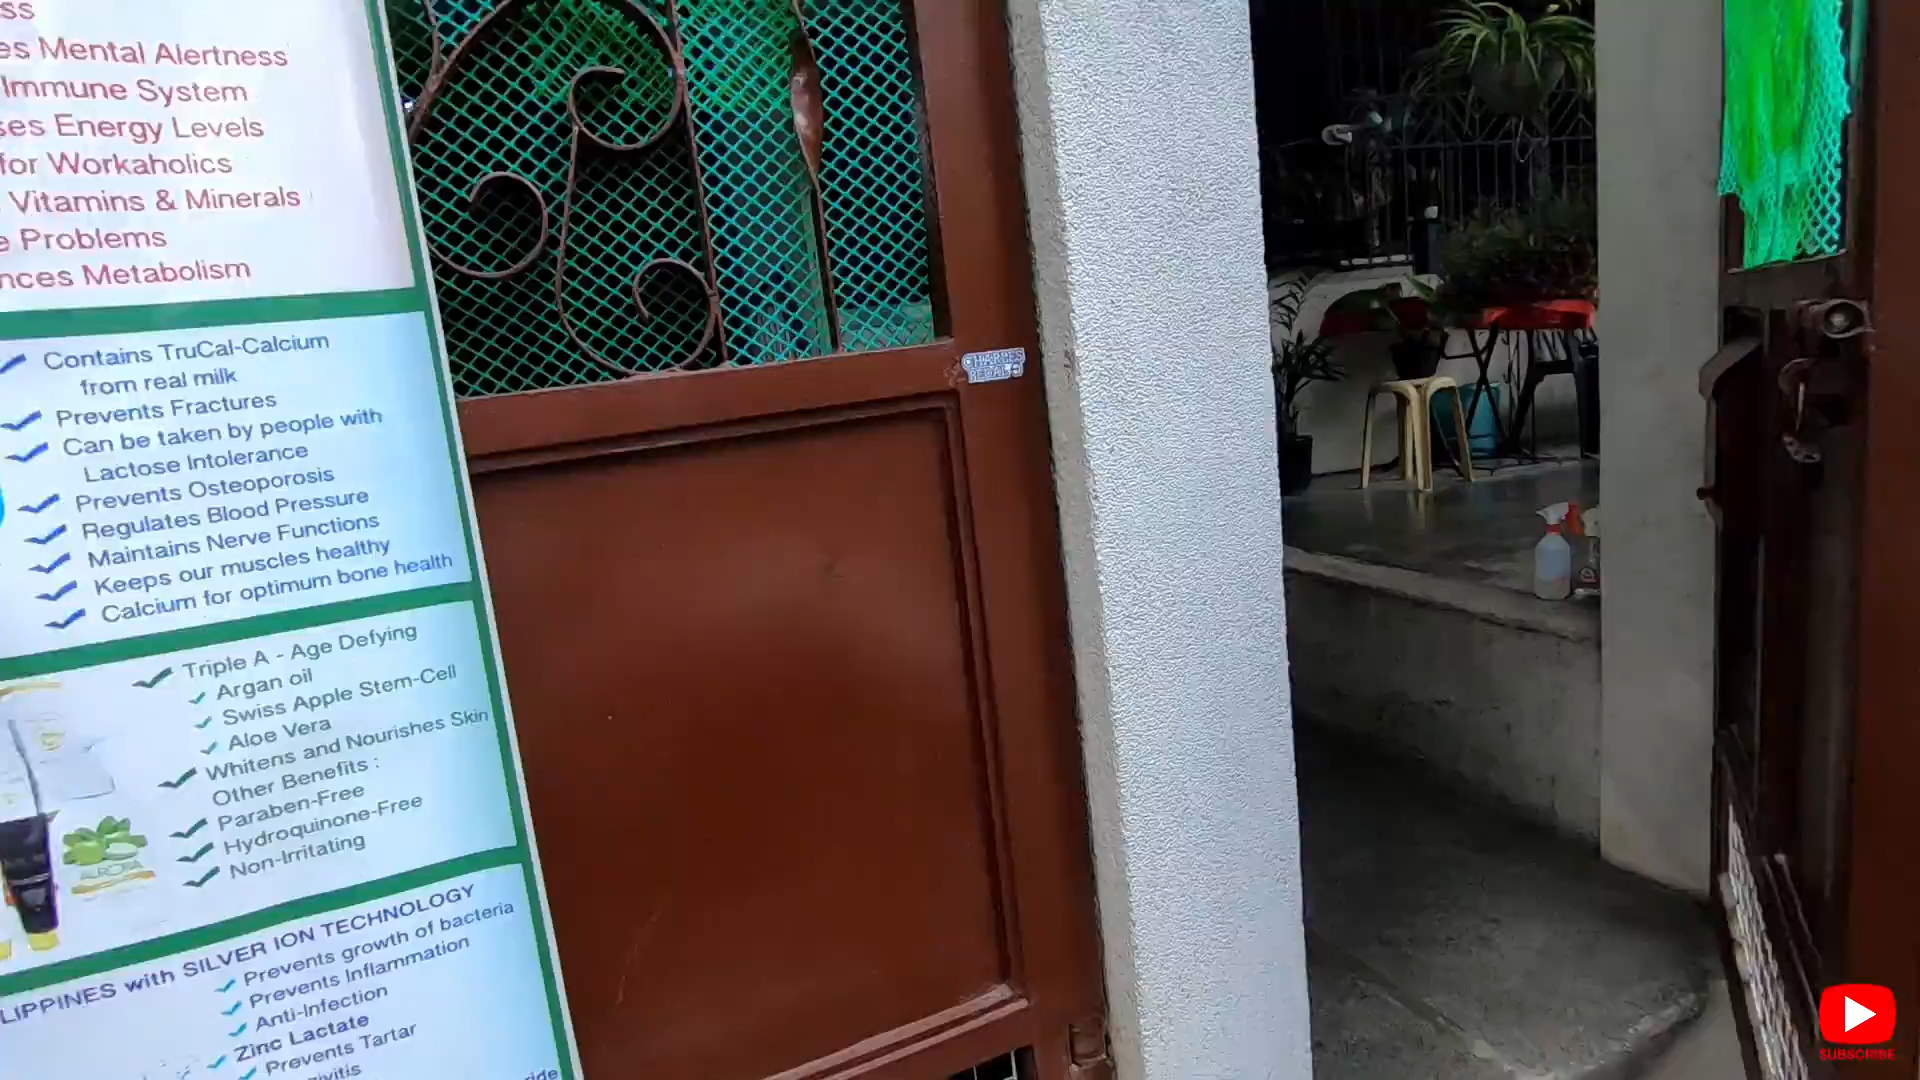 ss
es Mental Alertness
Immune System
ses Energy Levels
for Workaholics
Vitamins & Minerals
e Problems
nces Metabolism
Contains TruCal-Calcium
from real milk
Prevents Fractures
Can be taken by people with
Lactose Intolerance
Prevents Osteoporosis
Regulates Blood Pressure
Maintains Nerve Functions
Keeps our muscles healthy
Calcium for optimum bone health
Triple A - Age Defying
Argan oil
Swiss Apple Stem-Cell
Aloe Vera
Whitens and Nourishes Skin
Other Benefits :
Paraben-Free
Hydroquinone-Free
Non-Irritating
LIPPINES with SILVER ION TECHNOLOGY
Prevents growth of bacteria
Prevents Inflammation
Anti-Infection
Zinc Lactate
Prevents Tartar
givitis
ride
SUBSCRIBE